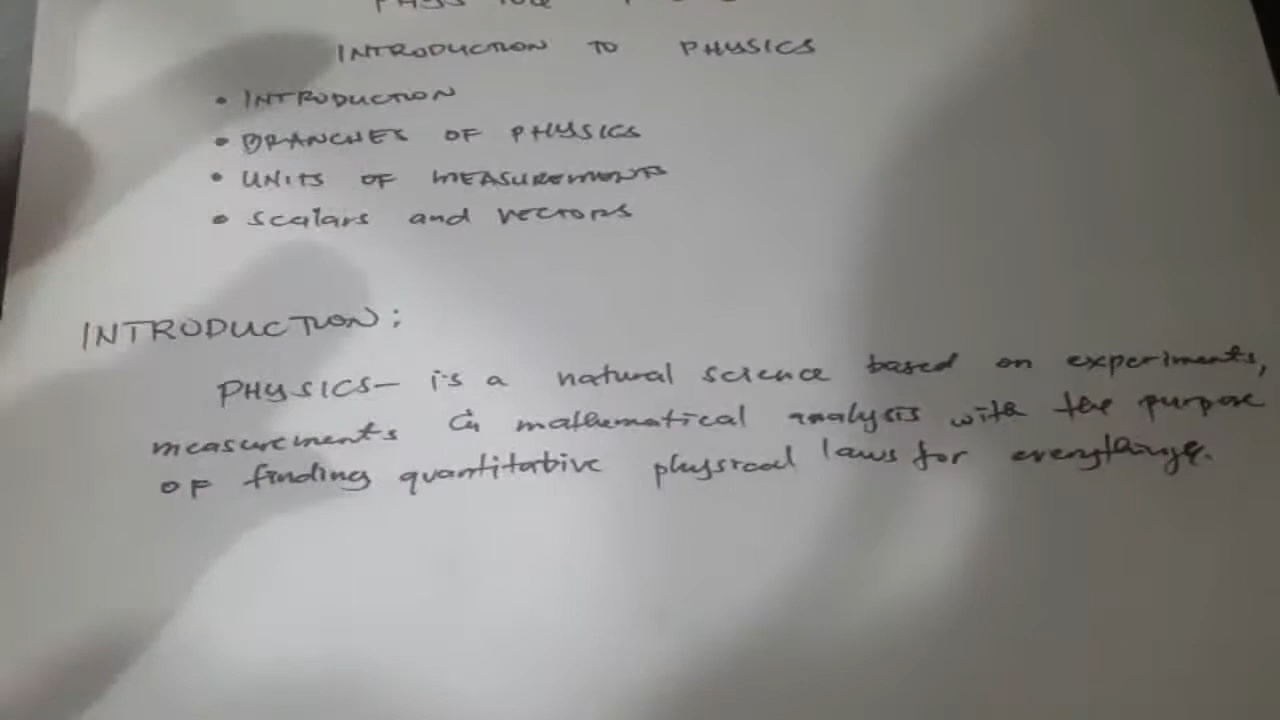 PHYS
INTRODUCTION TO PHYSICS
• INTRODUCTION
• BRANCHES OF PHYSICS
• UNITS OF MEASUREMENTS
• Scalars and vectors
INTRODUCTION:
PHYSICS- is a natural science based on experiments,
measurements & mathematical analysis with the purpose
of finding quantitative physical laws for everything.